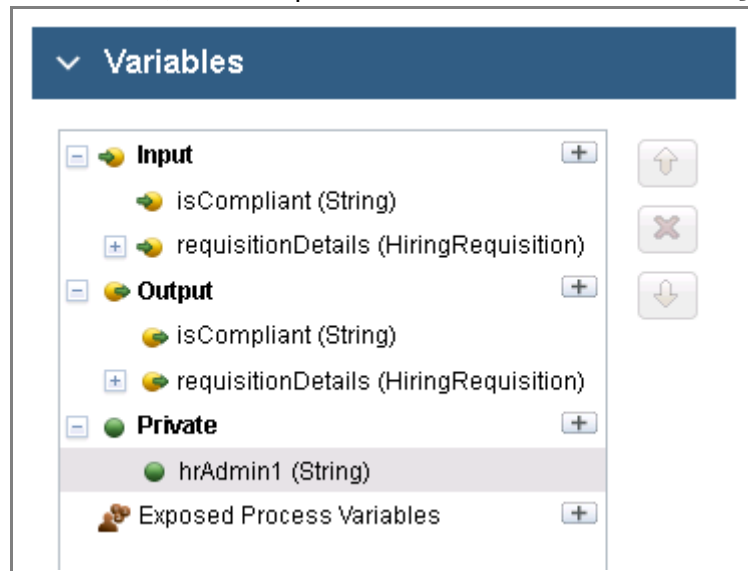 Variables
Input
isCompliant (String)
requisitionDetails (HiringRequisition)
Output
isCompliant (String)
requisitionDetails (HiringRequisition)
Private
hrAdmin1 (String)
Exposed Process Variables